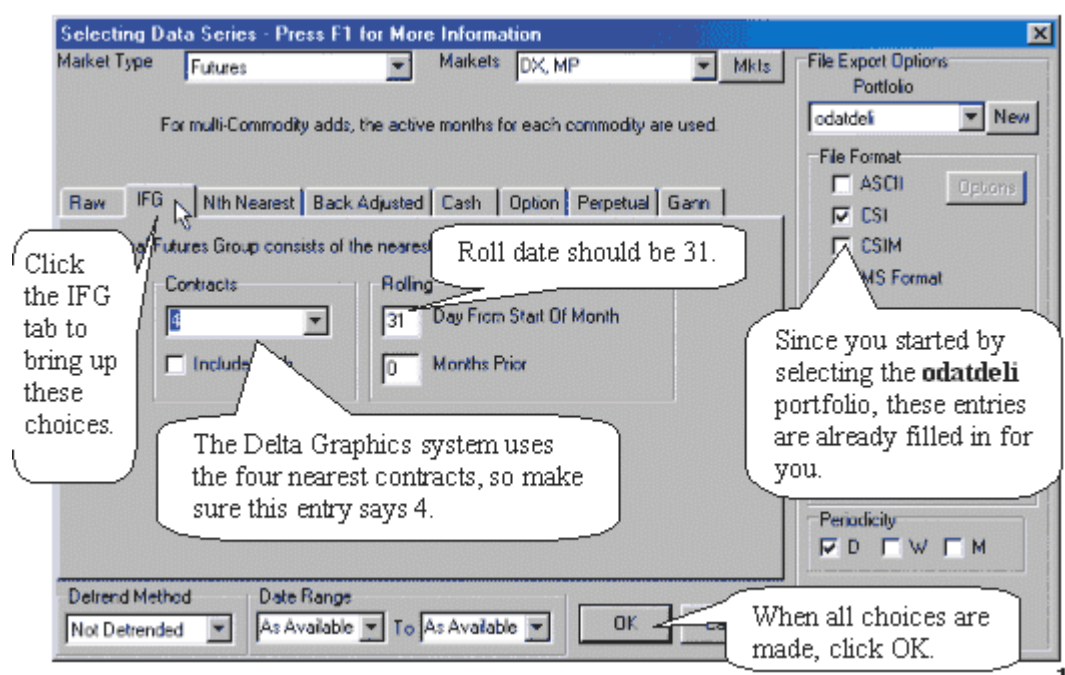 Selecting Data Series - Press F1 for More Information
Market Type Futures Markets DX, MP Mkts
For multi-Commodity adds, the active months for each commodity are used.
Raw IFG Nth Nearest Back Adjusted Cash Option Perpetual Gann
Futures Group consists of the nearest
Contracts
4
Include
Rolling
31 Day From Start Of Month
0 Months Prior
File Export Options
Portfolio
odatdeli New
File Format
ASCII Options
CSI
CSIM
MS Format
Periodicity
D W M
Detrend Method
Not Detrended
Date Range
As Available To As Available
OK
Click
the IFG
tab to
bring up
these
choices.
Roll date should be 31.
The Delta Graphics system uses
the four nearest contracts, so make
sure this entry says 4.
Since you started by
selecting the odatdeli
portfolio, these entries
are already filled in for
you.
When all choices are
made, click OK.